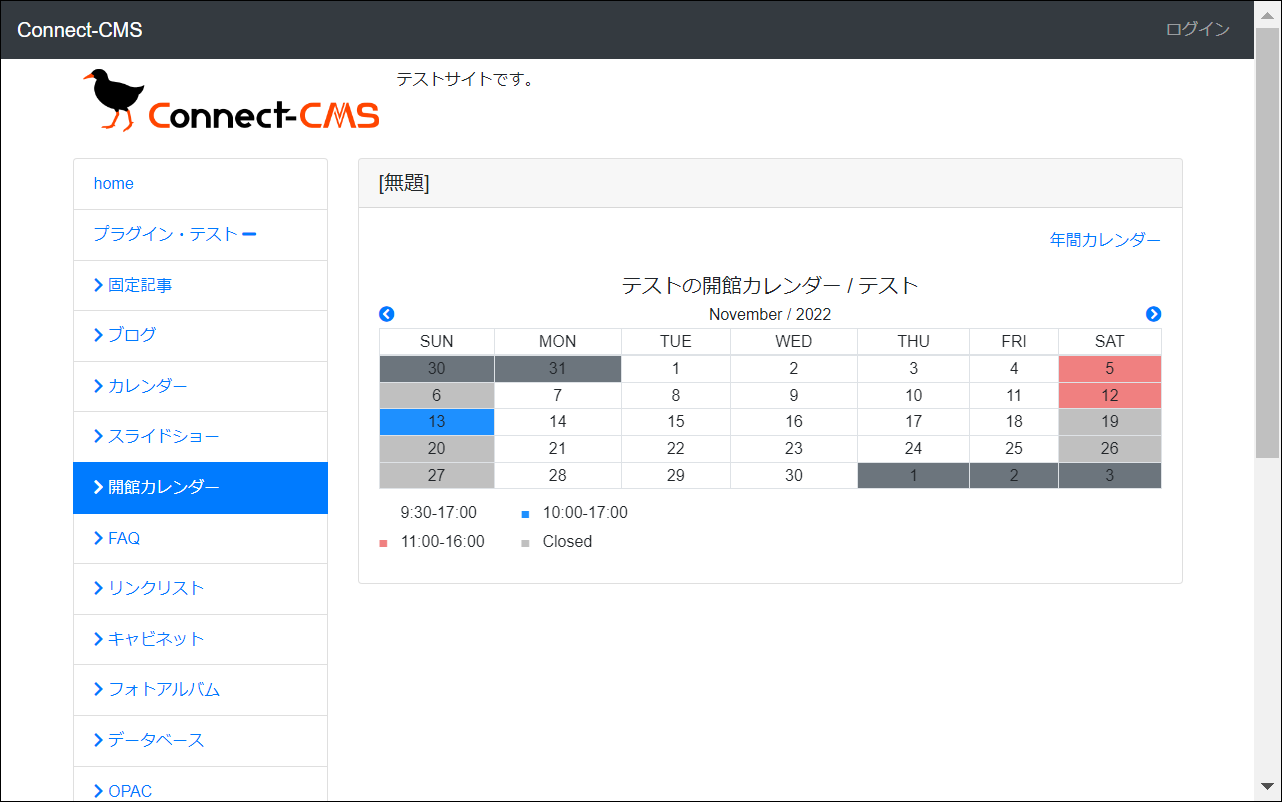 Connect-CMS
ログイン
Connect-CMS
テストサイトです。
home
プラグイン・テスト
固定記事
ブログ
カレンダー
スライドショー
開館カレンダー
FAQ
リンクリスト
キャビネット
フォトアルバム
データベース
OPAC
[無題]
年間カレンダー
テストの開館カレンダー / テスト
November / 2022
SUN MON TUE WED THU FRI SAT
30 31 1 2 3 4 5
6 7 8 9 10 11 12
13 14 15 16 17 18 19
20 21 22 23 24 25 26
27 28 29 30 1 2 3
9:30-17:00 10:00-17:00
11:00-16:00 Closed